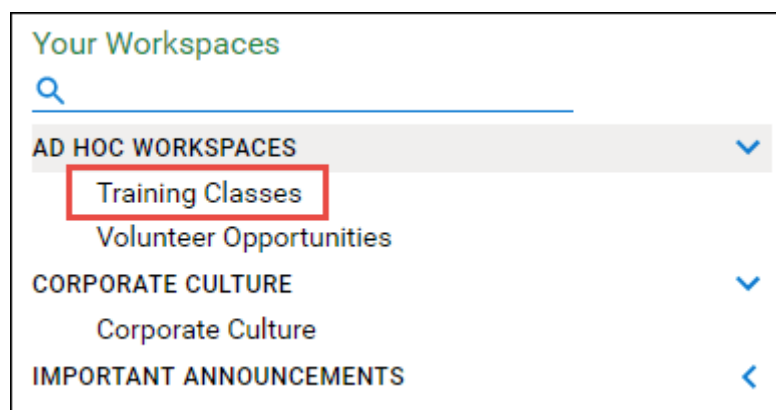 Your Workspaces
AD HOC WORKSPACES
Training Classes
Volunteer Opportunities
CORPORATE CULTURE
Corporate Culture
IMPORTANT ANNOUNCEMENTS